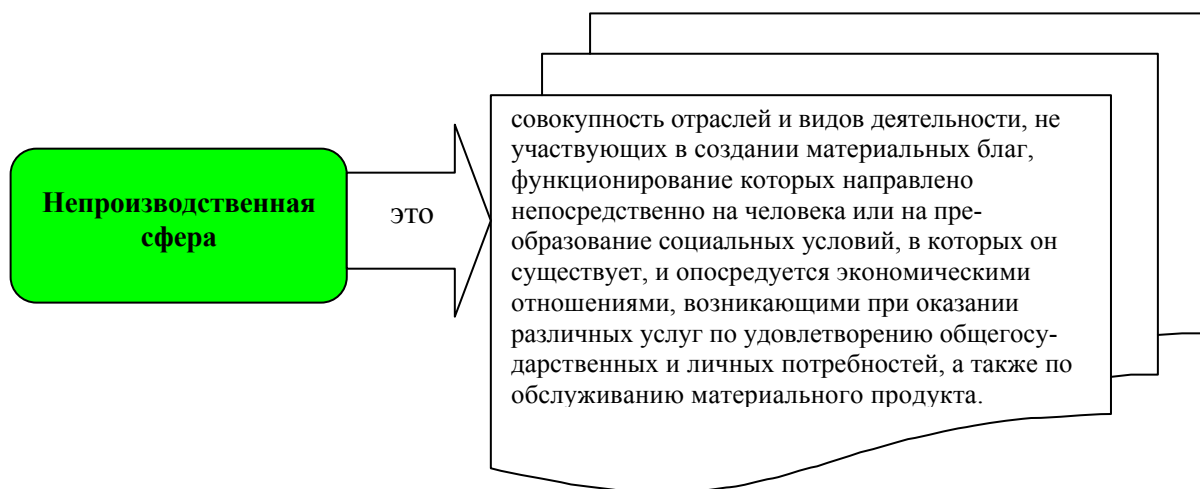 Непроизводственная
сфера
это
совокупность отраслей и видов деятельности, не
участвующих в создании материальных благ,
функционирование которых направлено
непосредственно на человека или на пре-
образование социальных условий, в которых он
существует, и опосредуется экономическими
отношениями, возникающими при оказании
различных услуг по удовлетворению общегосу-
дарственных и личных потребностей, а также по
обслуживанию материального продукта.